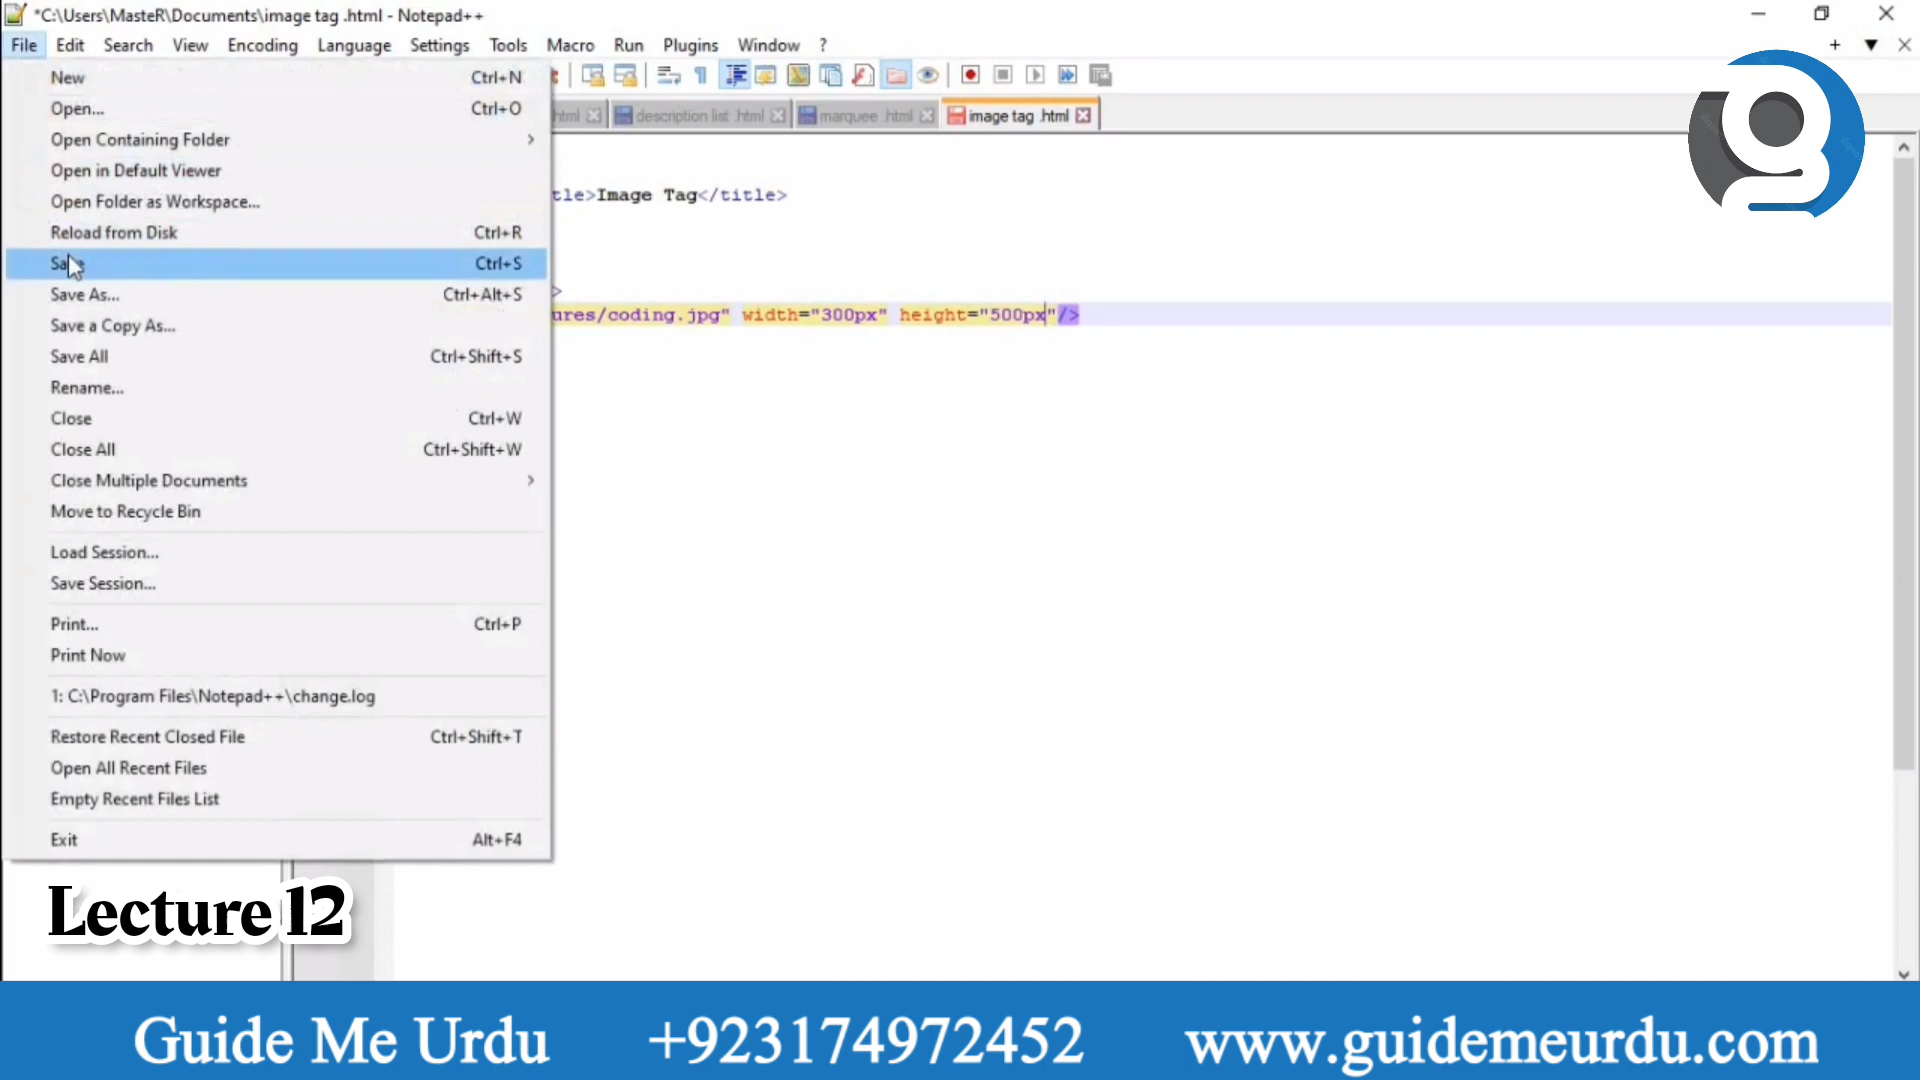 *C:\Users\MasteR\Documents\image tag .html - Notepad++
File Edit Search View Encoding Language Settings Tools Macro Run Plugins Window ?
New Ctrl+N
Open... Ctrl+O
html description list .html marquee .html image tag .html
Open Containing Folder
Open in Default Viewer
tle>Image Tag</title>
Open Folder as Workspace...
Reload from Disk Ctrl+R
Save Ctrl+S
>
Save As... Ctrl+Alt+S
ures/coding.jpg" width="300px" height="500px"/>
Save a Copy As...
Save All Ctrl+Shift+S
Rename...
Close Ctrl+W
Close All Ctrl+Shift+W
Close Multiple Documents
Move to Recycle Bin
Load Session...
Save Session...
Print... Ctrl+P
Print Now
1: C:\Program Files\Notepad++\change.log
Restore Recent Closed File Ctrl+Shift+T
Open All Recent Files
Empty Recent Files List
Exit Alt+F4
Lecture 12
Guide Me Urdu +923174972452 www.guidemeurdu.com